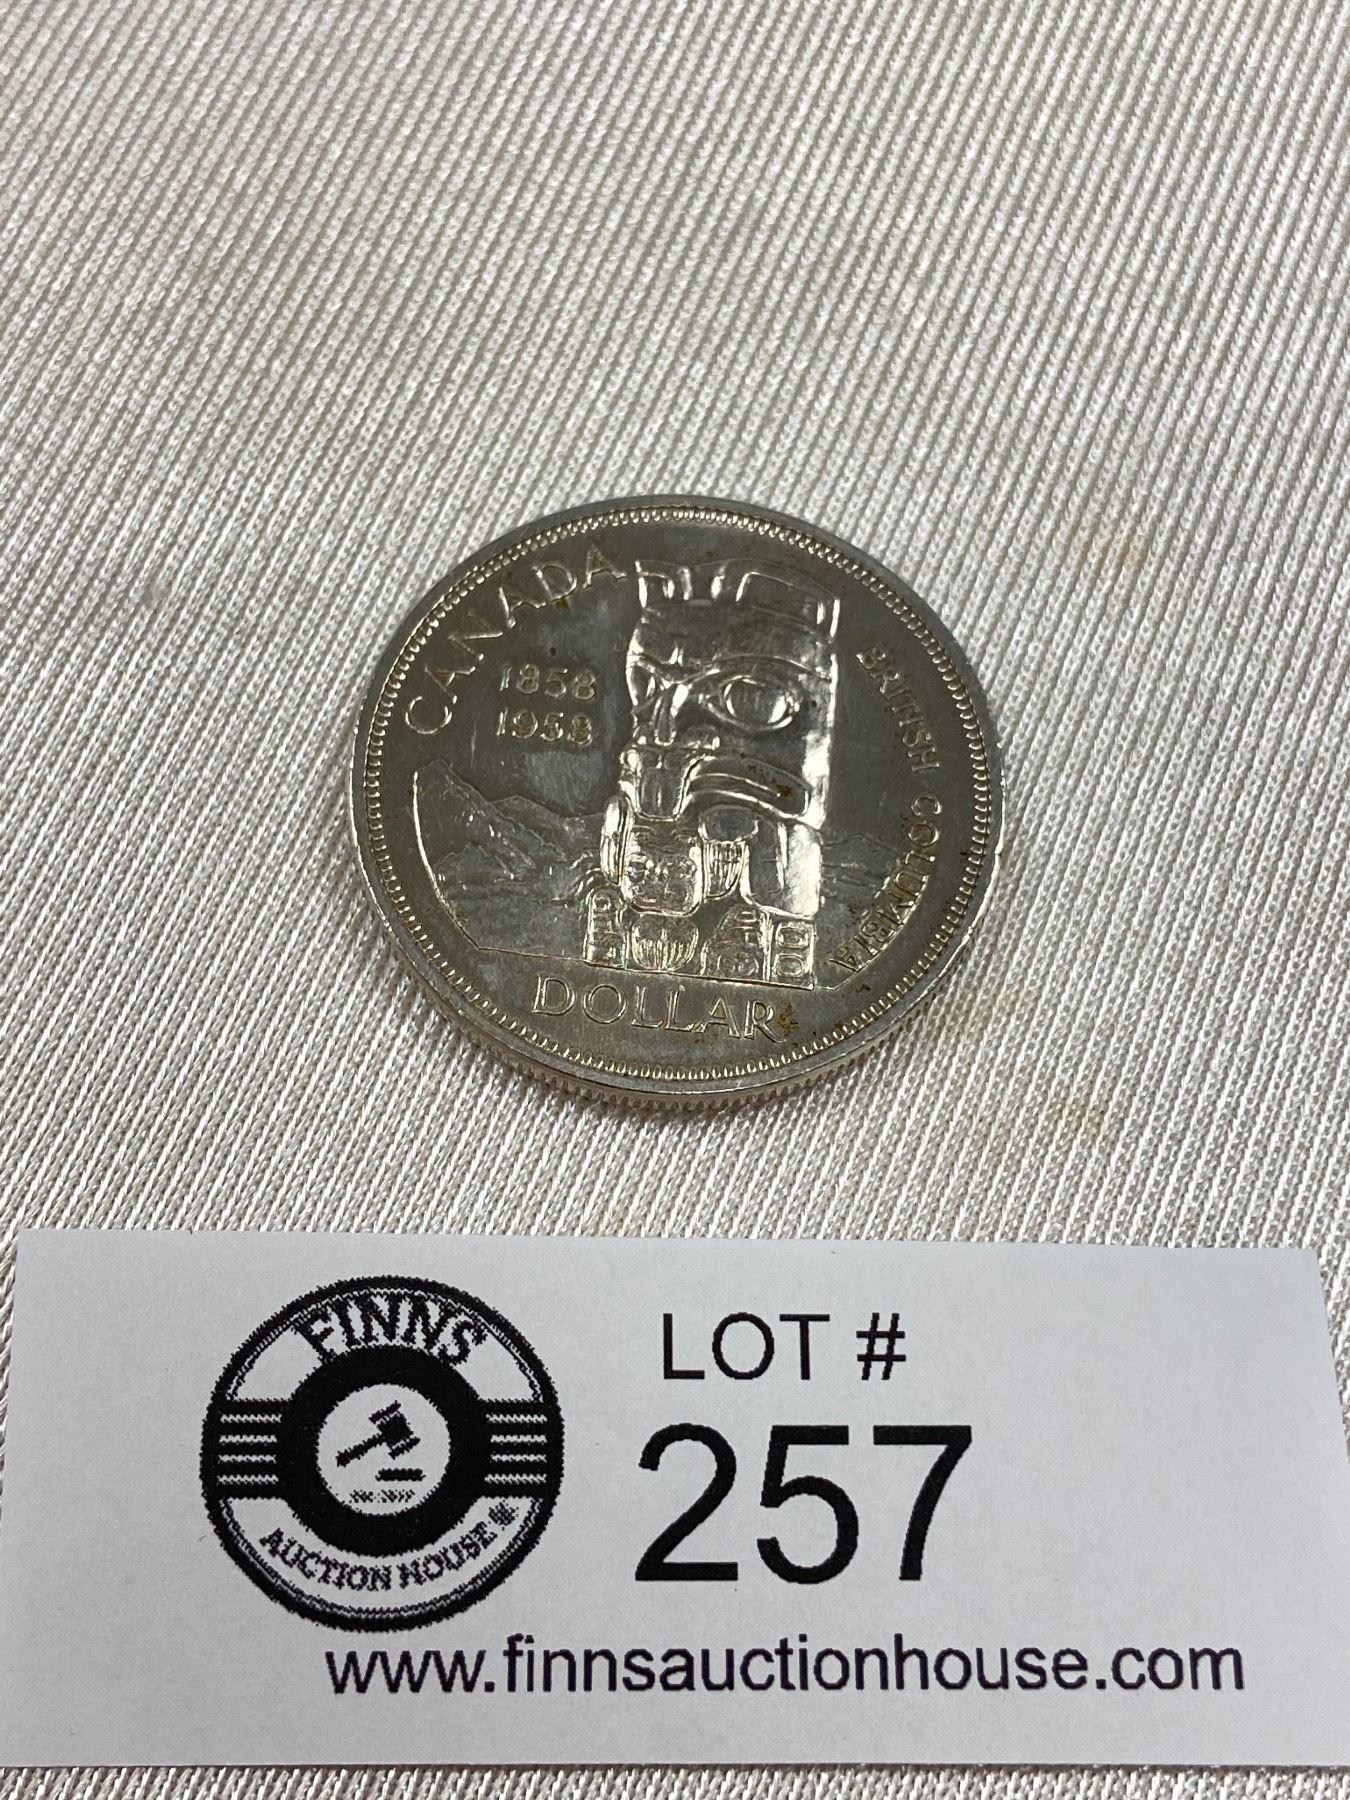 CANADA
1858
1958
BRITISH COLUMBIA
DOLLAR
FINNS
AUCTION HOUSE
LOT #
257
www.finnsauctionhouse.com